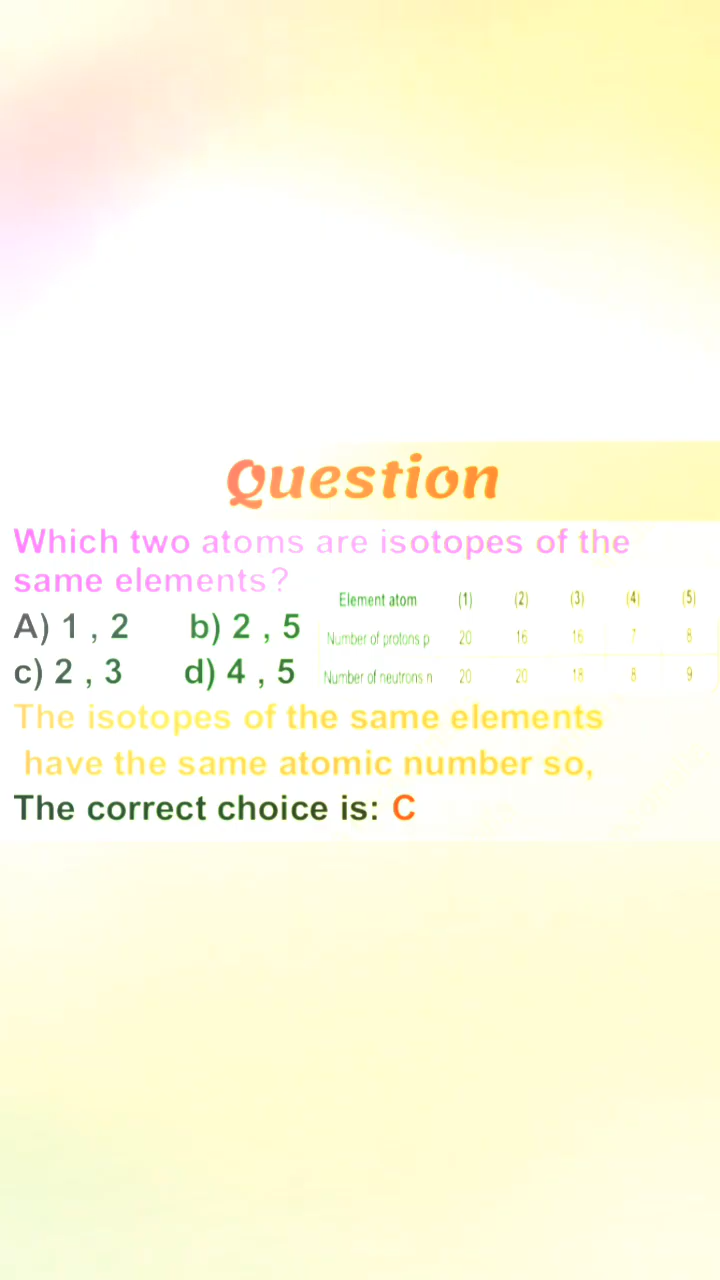 Question
Which two atoms are isotopes of the
same elements?
A) 1 , 2 b) 2 , 5
c) 2 , 3 d) 4 , 5
Element atom (1) (2) (3) (4) (5)
Number of protons p 20 16 16 7 8
Number of neutrons n 20 20 18 8 9
The isotopes of the same elements
have the same atomic number so,
The correct choice is: C